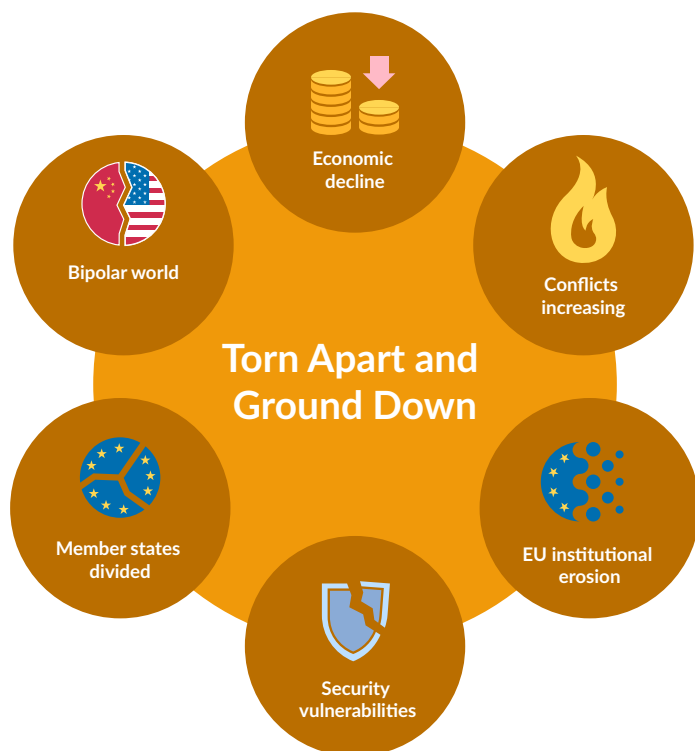 Economic
decline
Conflicts
increasing
Bipolar world
Torn Apart and
Ground Down
Member states
divided
EU institutional
erosion
Security
vulnerabilities